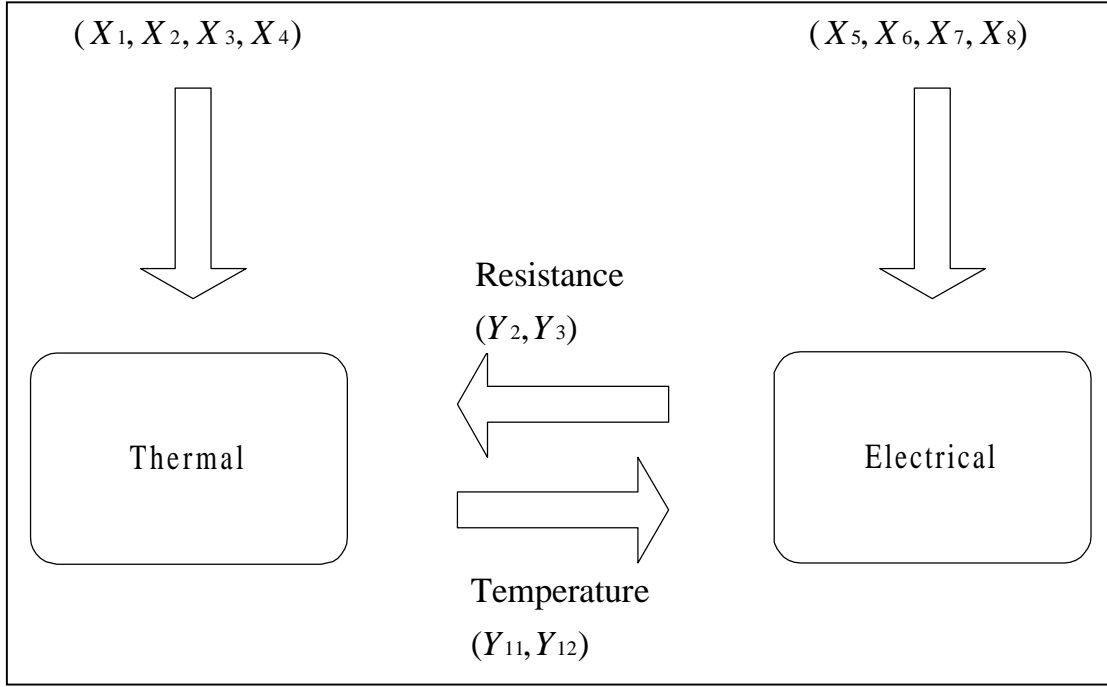 (X1, X2, X3, X4)
(X5, X6, X7, X8)
Resistance
(Y2, Y3)
Thermal
Electrical
Temperature
(Y11, Y12)